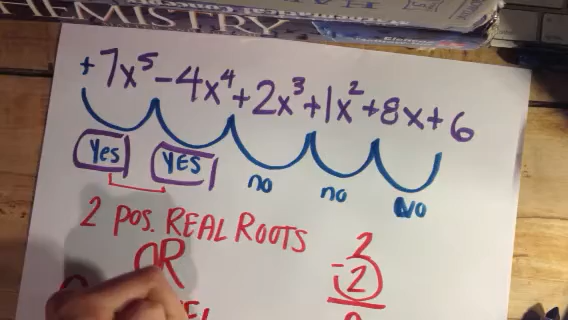 CHEMISTRY
+7x⁵-4x⁴+2x³+1x²+8x+6
Yes YES no no NO
2 POS. REAL ROOTS
OR
2
-2